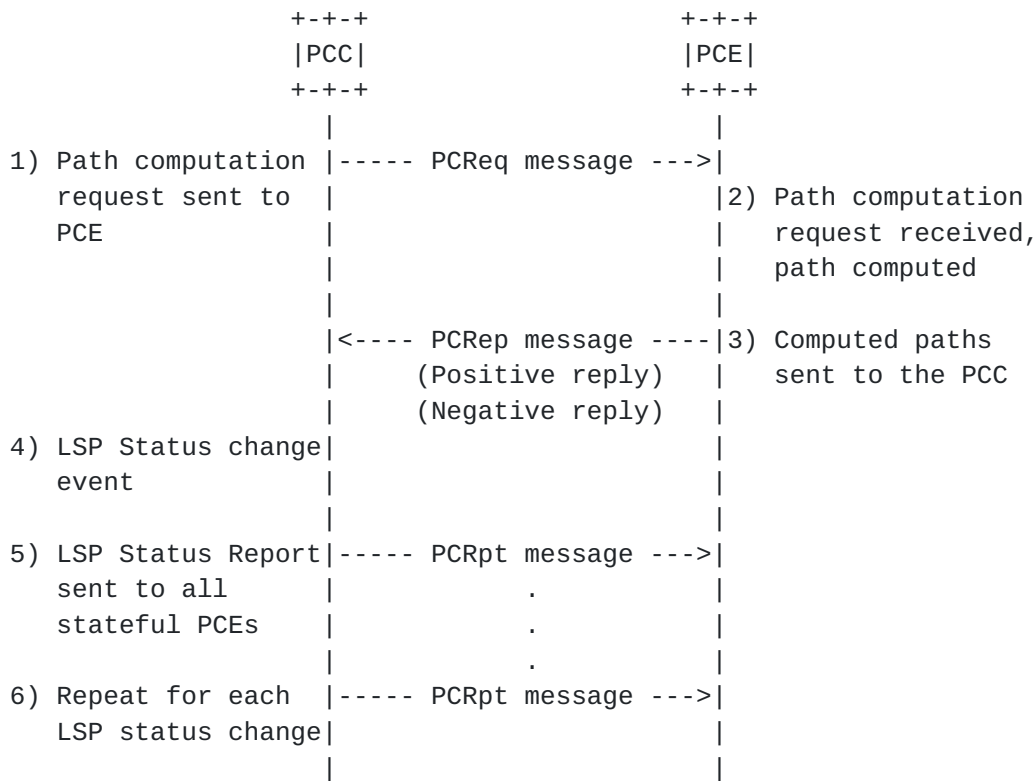 +-+-+                    +-+-+
                  |PCC|                    |PCE|
                  +-+-+                    +-+-+
                    |                        |
1) Path computation |----- PCReq message --->|
   request sent to  |                        |2) Path computation
   PCE              |                        |   request received,
                    |                        |   path computed
                    |                        |
                    |<---- PCRep message ----|3) Computed paths
                    |     (Positive reply)   |   sent to the PCC
                    |     (Negative reply)   |
4) LSP Status change|                        |
   event            |                        |
                    |                        |
5) LSP Status Report|----- PCRpt message --->|
   sent to all      |            .           |
   stateful PCEs    |            .           |
                    |            .           |
6) Repeat for each  |----- PCRpt message --->|
   LSP status change|                        |
                    |                        |